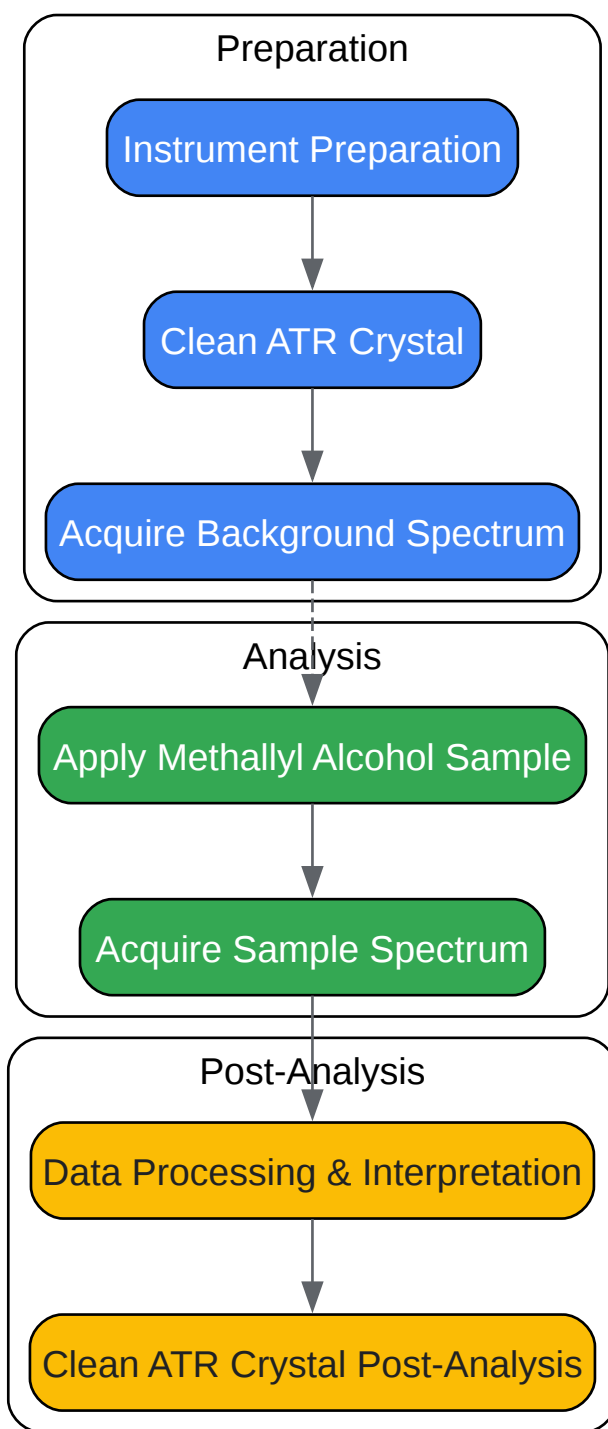 Preparation
Instrument Preparation
Clean ATR Crystal
Acquire Background Spectrum
Analysis
Apply Methallyl Alcohol Sample
Acquire Sample Spectrum
Post-Analysis
Data Processing & Interpretation
Clean ATR Crystal Post-Analysis